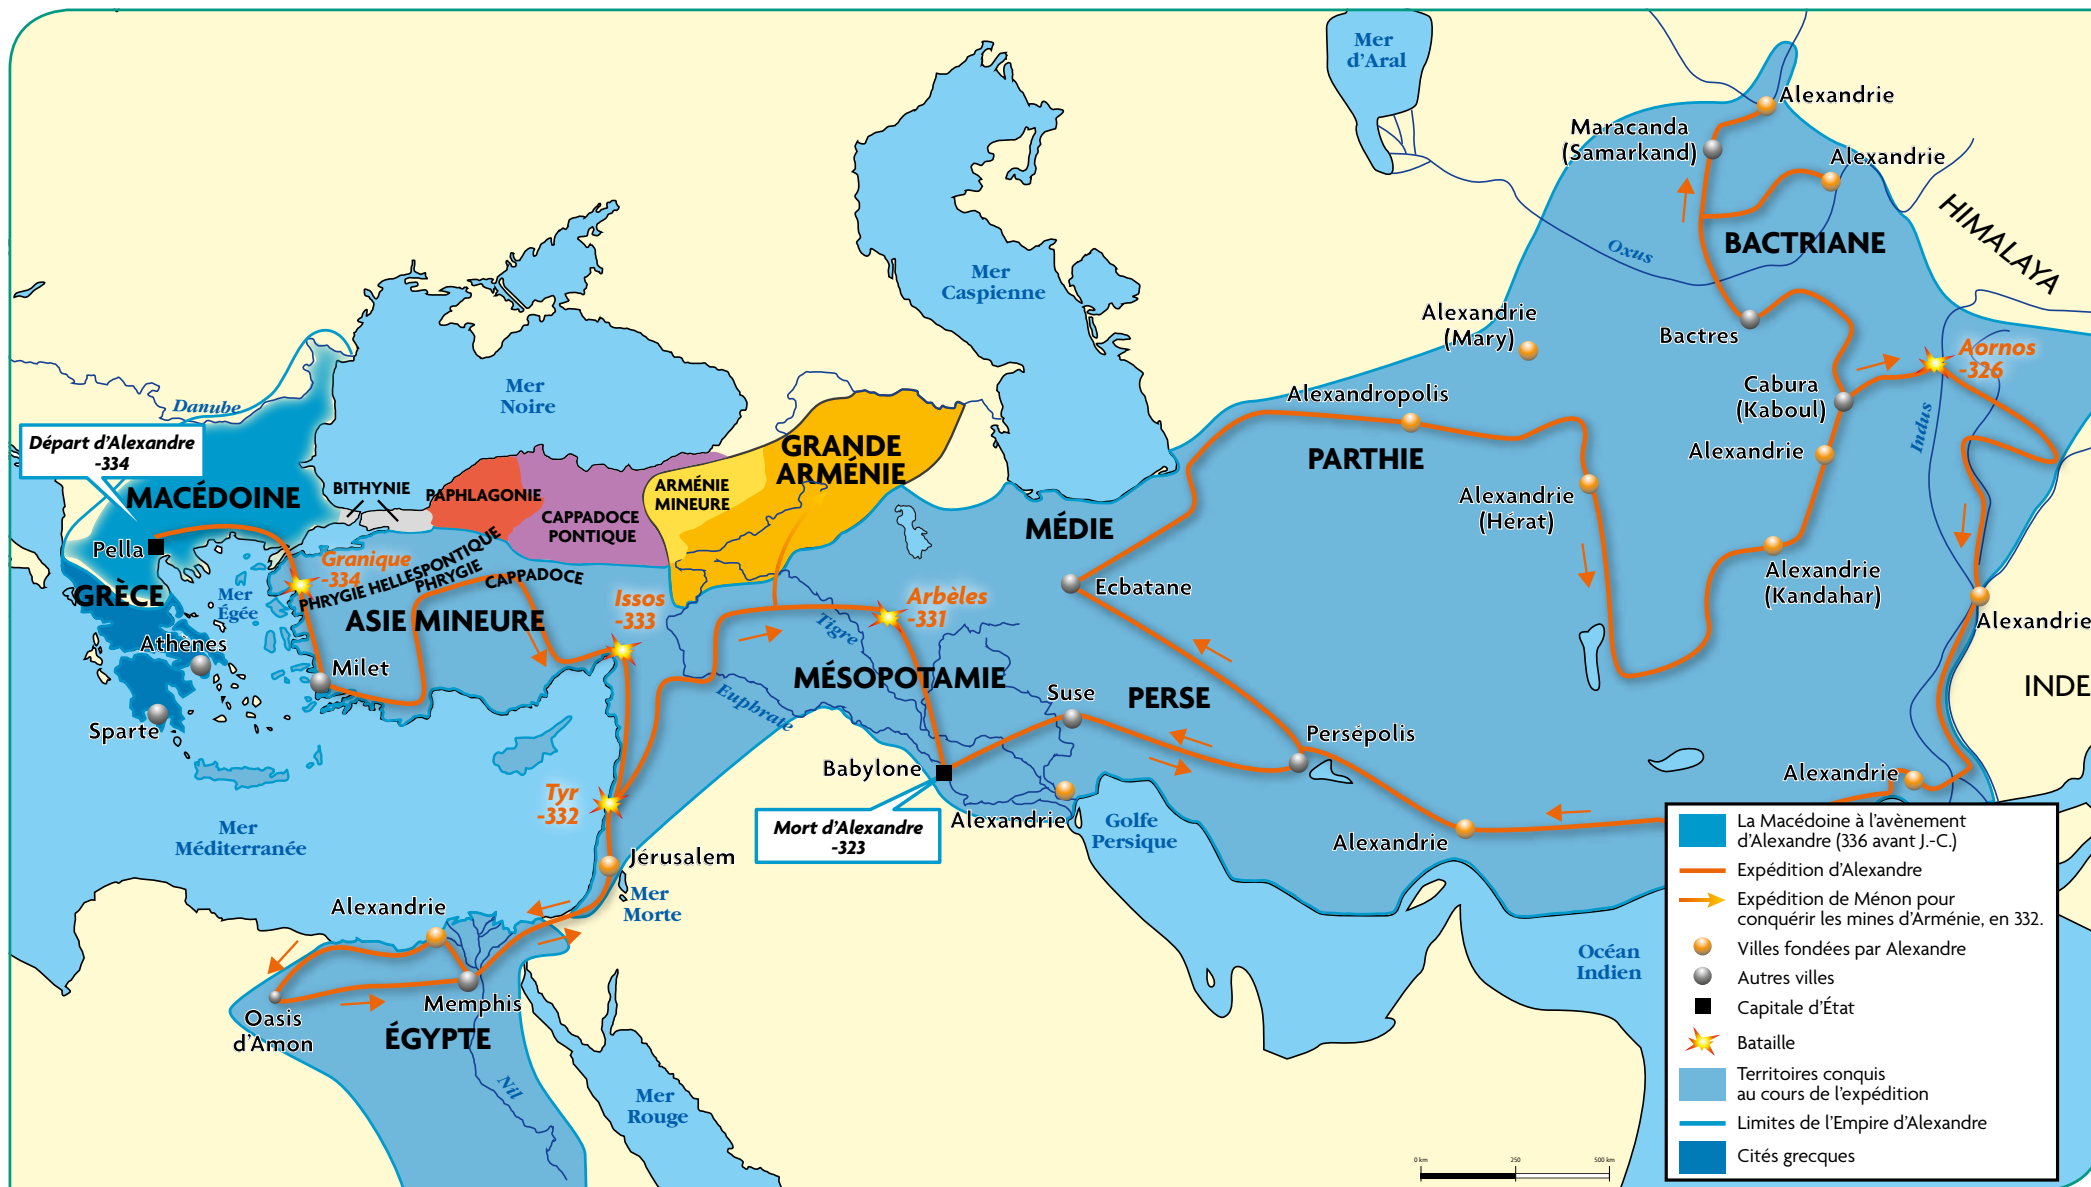 Mer
d'Aral
Alexandrie
Maracanda
(Samarkand)
Alexandrie
HIMALAYA
BACTRIANE
Oxus
Mer
Caspienne
Alexandrie
(Mary)
Bactres
Aornos
-326
Mer
Noire
Danube
Cabura
(Kaboul)
Indus
Alexandropolis
Départ d'Alexandre
-334
GRANDE
ARMÉNIE
PARTHIE
Alexandrie
MACÉDOINE
BITHYNIE
PAPHLAGONIE
ARMÉNIE
MINEURE
Alexandrie
(Hérat)
CAPPADOCE
PONTIQUE
MÉDIE
Pella
Granique
-334
PHRYGIE HELLESPONTIQUE
PHRYGIE
CAPPADOCE
Ecbatane
Alexandrie
(Kandahar)
GRÈCE
Mer
Égée
Issos
-333
Arbèles
-331
ASIE MINEURE
Tigre
Alexandrie
Athènes
Milet
MÉSOPOTAMIE
Euphrate
Suse
PERSE
INDE
Sparte
Persépolis
Babylone
Alexandrie
Tyr
-332
Mort d'Alexandre
-323
Alexandrie
Golfe
Persique
Alexandrie
Mer
Méditerranée
Jérusalem
Mer
Morte
Alexandrie
Océan
Indien
Memphis
Oasis
d'Amon
ÉGYPTE
Nil
Mer
Rouge
La Macédoine à l'avènement
d'Alexandre (336 avant J.-C.)
Expédition d'Alexandre
Expédition de Ménon pour
conquérir les mines d'Arménie, en 332.
Villes fondées par Alexandre
Autres villes
Capitale d'État
Bataille
Territoires conquis
au cours de l'expédition
Limites de l'Empire d'Alexandre
Cités grecques
0 km 250 500 km